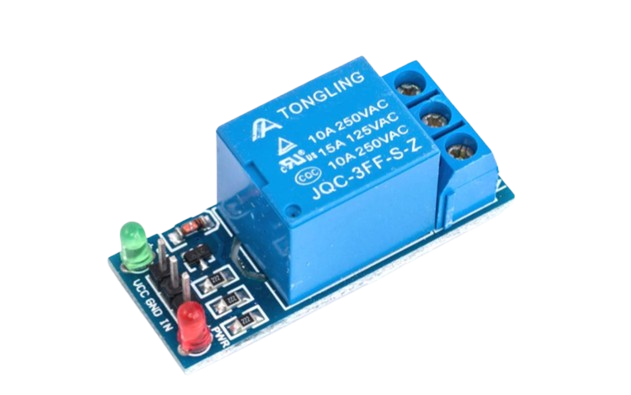 TONGLING
10A 250VAC
15A 125VAC
10A 250VAC
JQC-3FF-S-Z
VCC GND IN
PWR